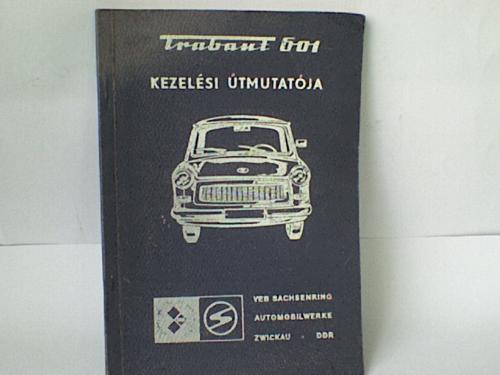 Trabant 601
KEZELÉSI ÚTMUTATÓJA
VEB SACHSENRING
AUTOMOBILWERKE
ZWICKAU - DDR